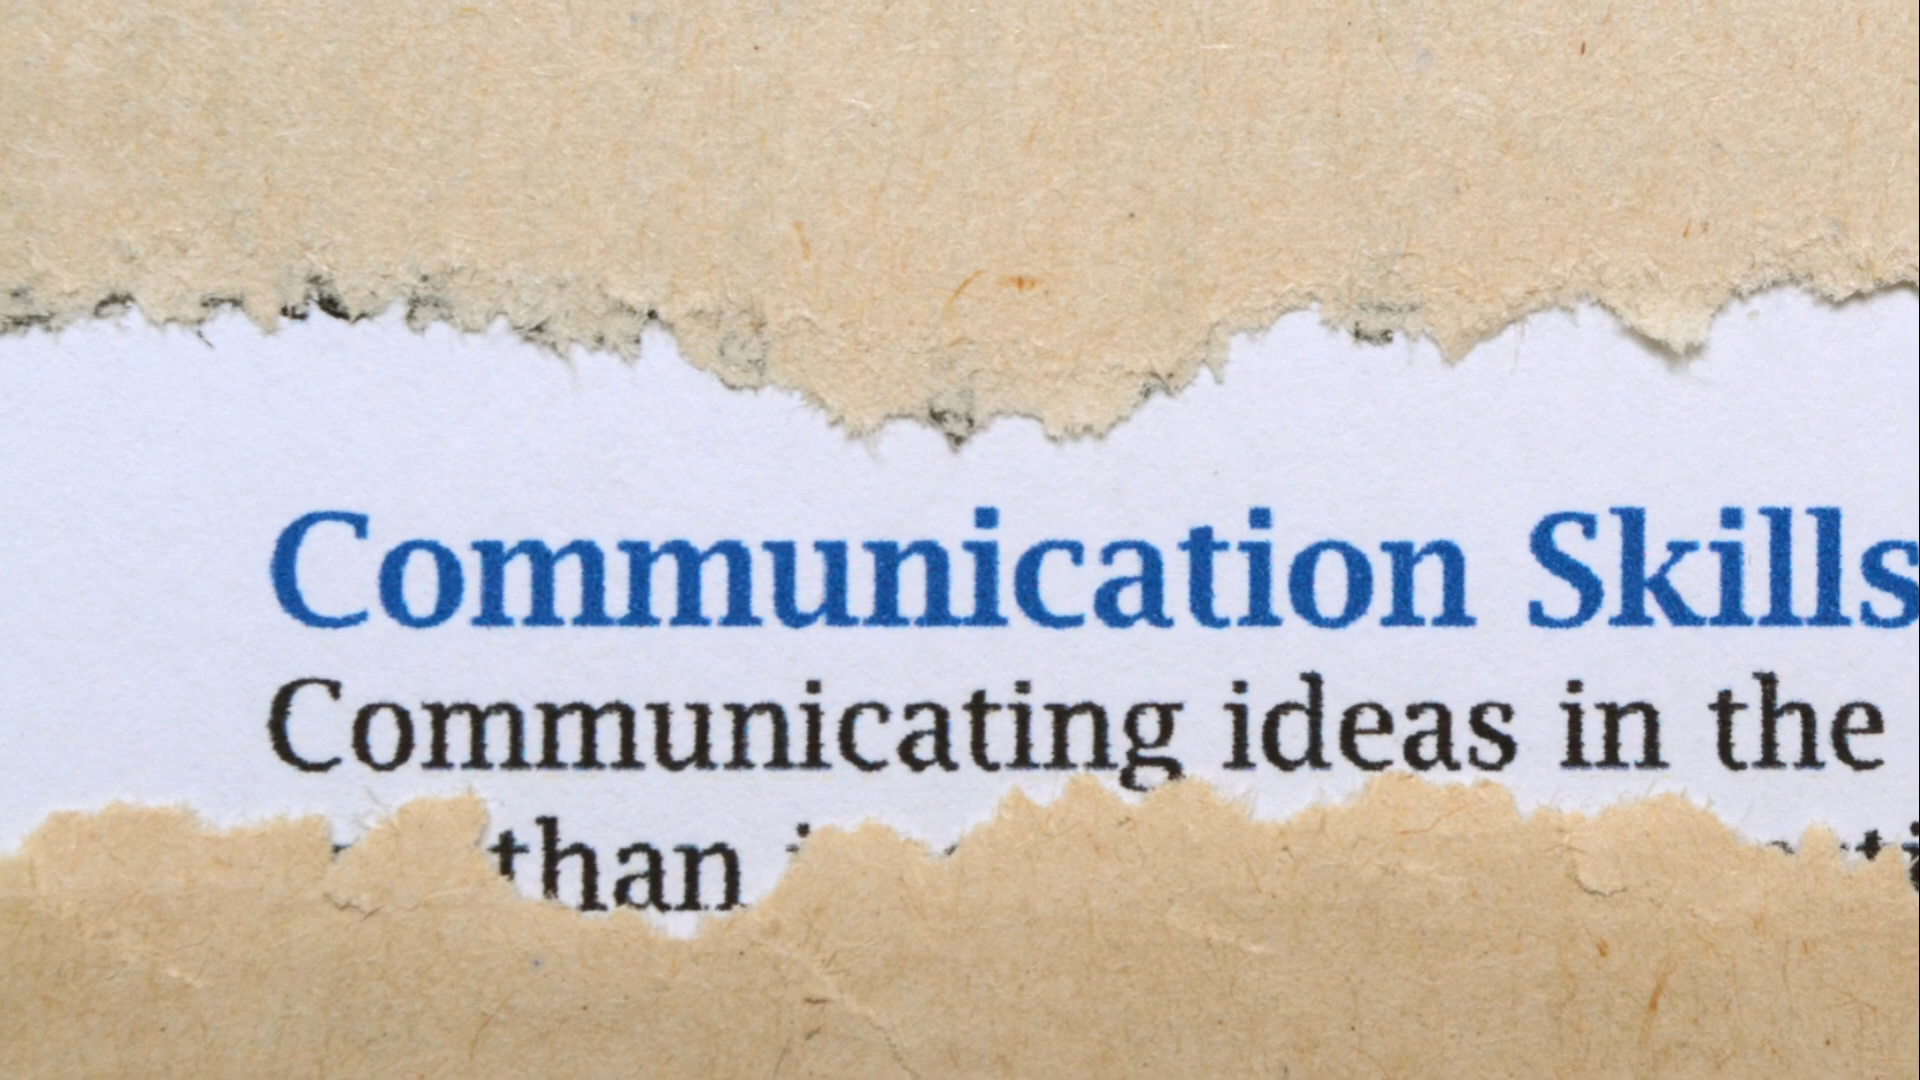 Communication Skills
Communicating ideas in the
than